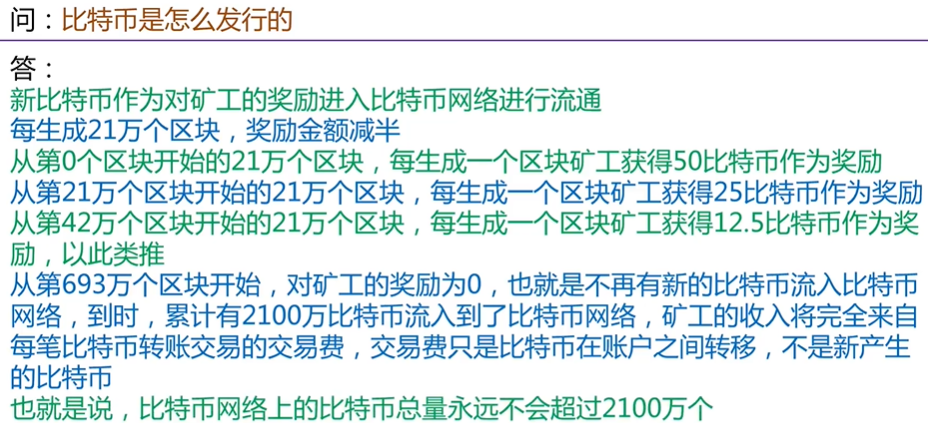 问：比特币是怎么发行的
答：
新比特币作为对矿工的奖励进入比特币网络进行流通
每生成21万个区块，奖励金额减半
从第0个区块开始的21万个区块，每生成一个区块矿工获得50比特币作为奖励
从第21万个区块开始的21万个区块，每生成一个区块矿工获得25比特币作为奖励
从第42万个区块开始的21万个区块，每生成一个区块矿工获得12.5比特币作为奖
励，以此类推
从第693万个区块开始，对矿工的奖励为0，也就是不再有新的比特币流入比特币
网络，到时，累计有2100万比特币流入到了比特币网络，矿工的收入将完全来自
每笔比特币转账交易的交易费，交易费只是比特币在账户之间转移，不是新产生
的比特币
也就是说，比特币网络上的比特币总量永远不会超过2100万个